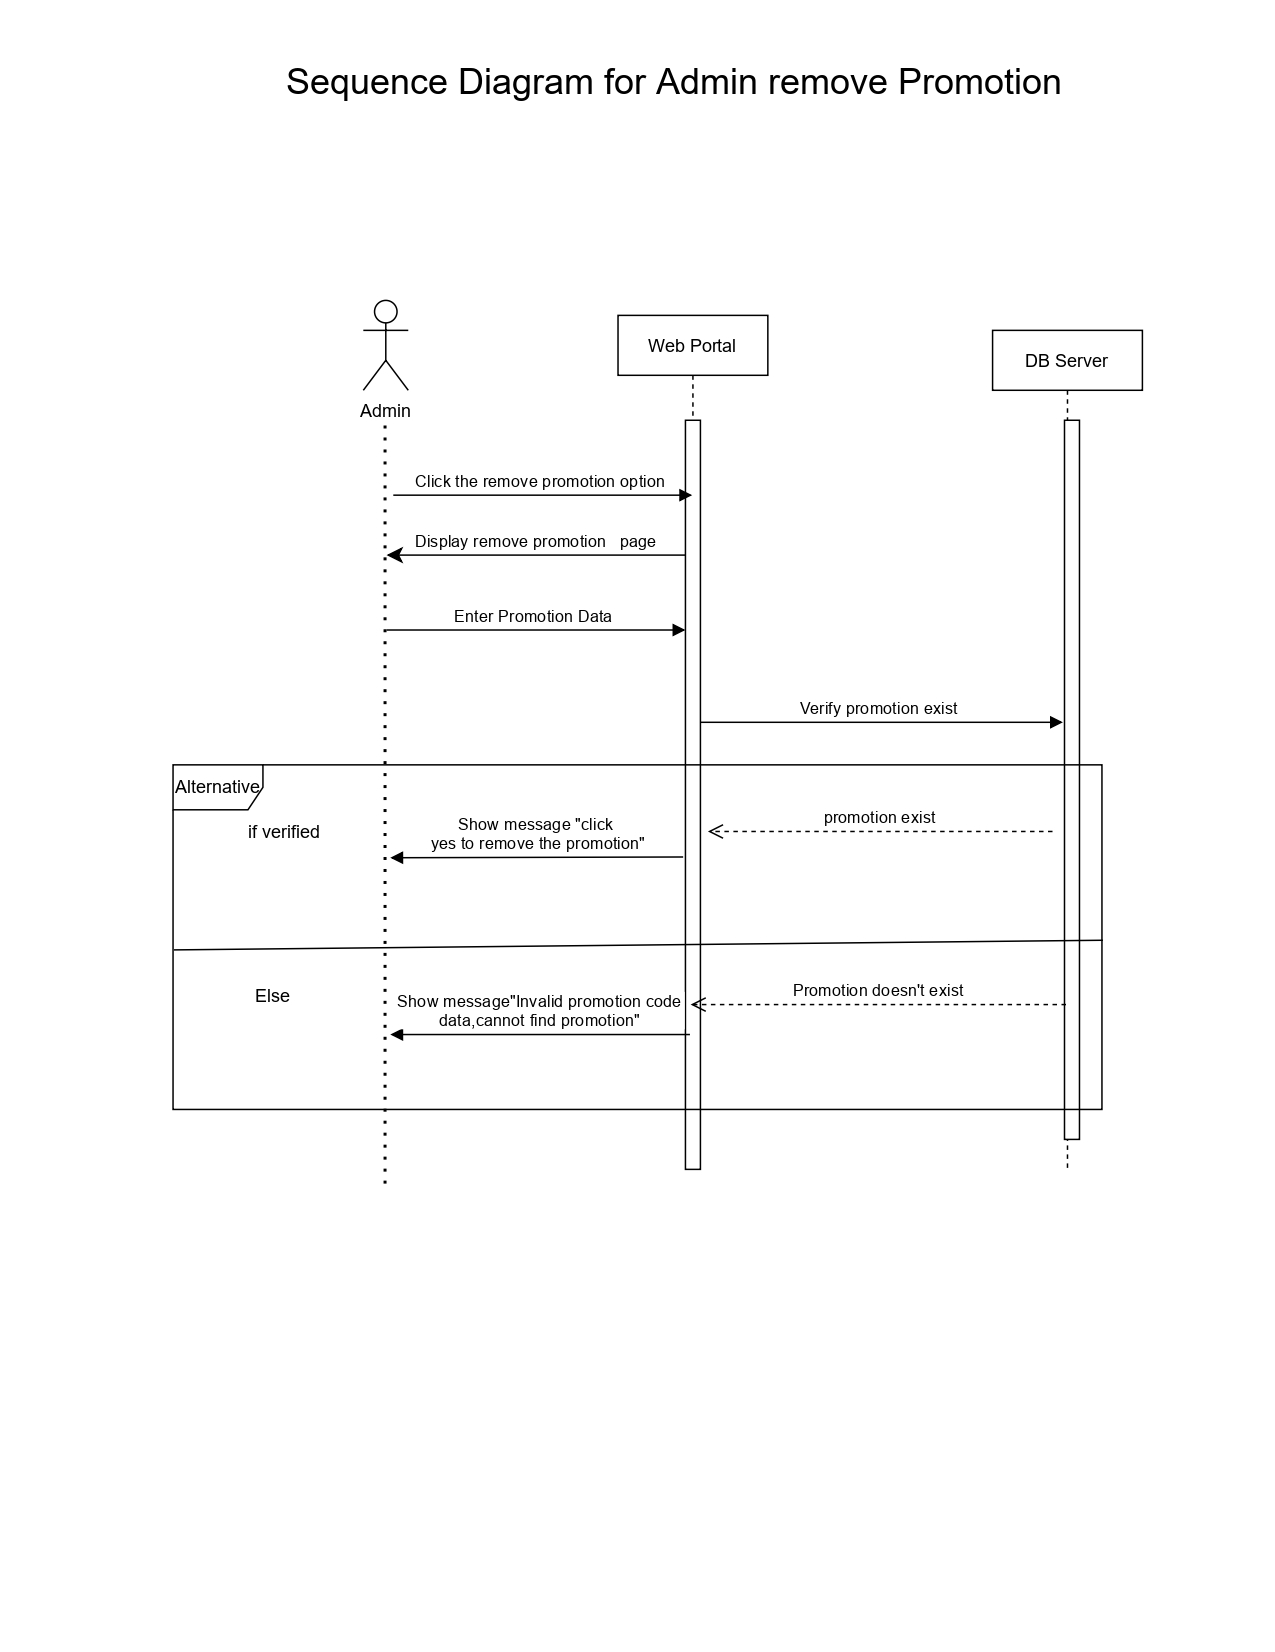 Sequence Diagram for Admin remove Promotion
Web Portal
DB Server
Admin
Click the remove promotion option
Display remove promotion page
Enter Promotion Data
Verify promotion exist
Alternative
if verified
Show message "click
yes to remove the promotion"
promotion exist
Else
Show message"Invalid promotion code
data,cannot find promotion"
Promotion doesn't exist